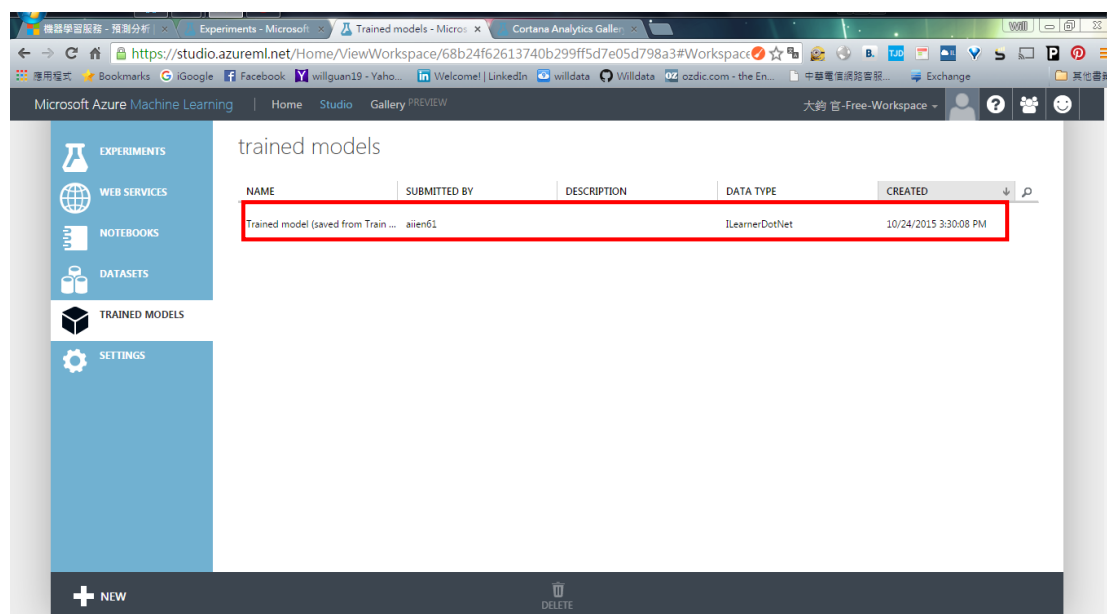 機器學習服務 - 預測分析 Experiments - Microsoft Trained models - Micros Cortana Analytics Gallery Will
https://studio.azureml.net/Home/ViewWorkspace/68b24f62613740b299ff5d7e05d798a3#Workspace
應用程式 Bookmarks iGoogle Facebook willguan19 - Yaho... Welcome! | LinkedIn willdata Willdata ozdic.com - the En... 中華電信網路客服... Exchange 其他書籤
Microsoft Azure Machine Learning | Home Studio Gallery PREVIEW 大鈞 官-Free-Workspace
trained models
EXPERIMENTS
WEB SERVICES
NOTEBOOKS
DATASETS
TRAINED MODELS
SETTINGS
NAME SUBMITTED BY DESCRIPTION DATA TYPE CREATED
Trained model (saved from Train ... aiien61 ILearnerDotNet 10/24/2015 3:30:08 PM
NEW
DELETE